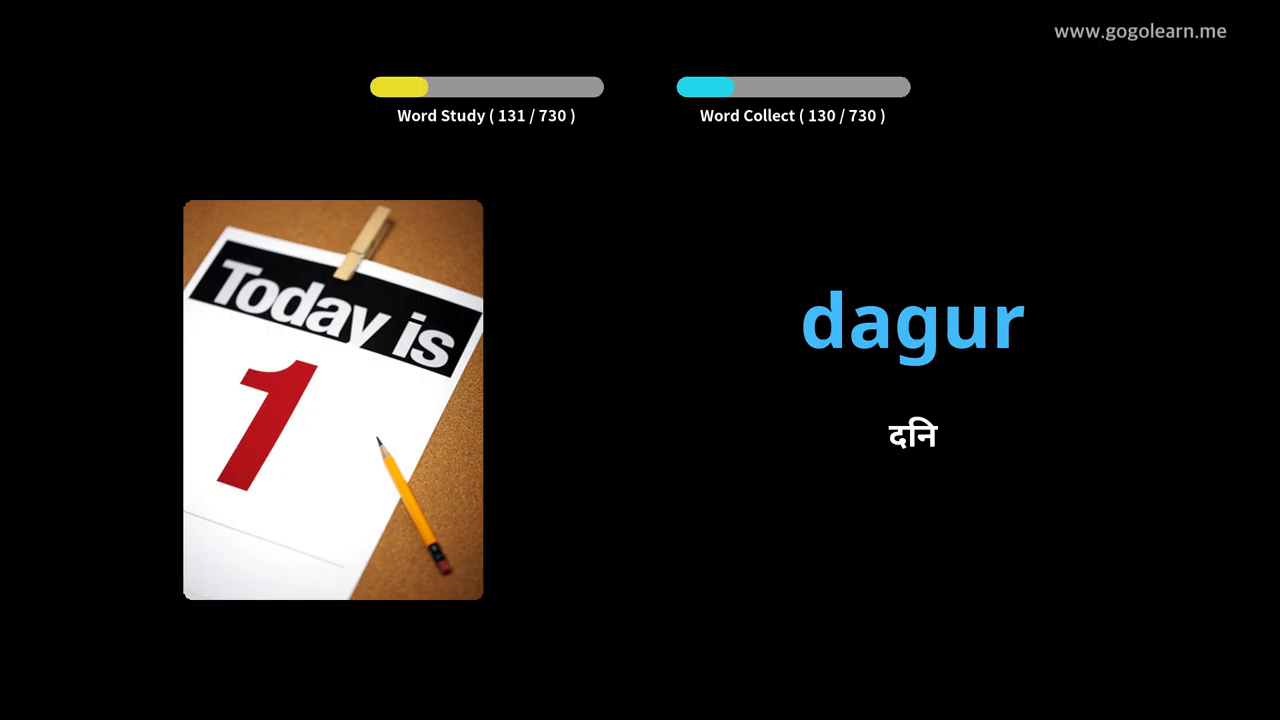 www.gogolearn.me
Word Study ( 131 / 730 )
Word Collect ( 130 / 730 )
Today is
1
dagur
दनि